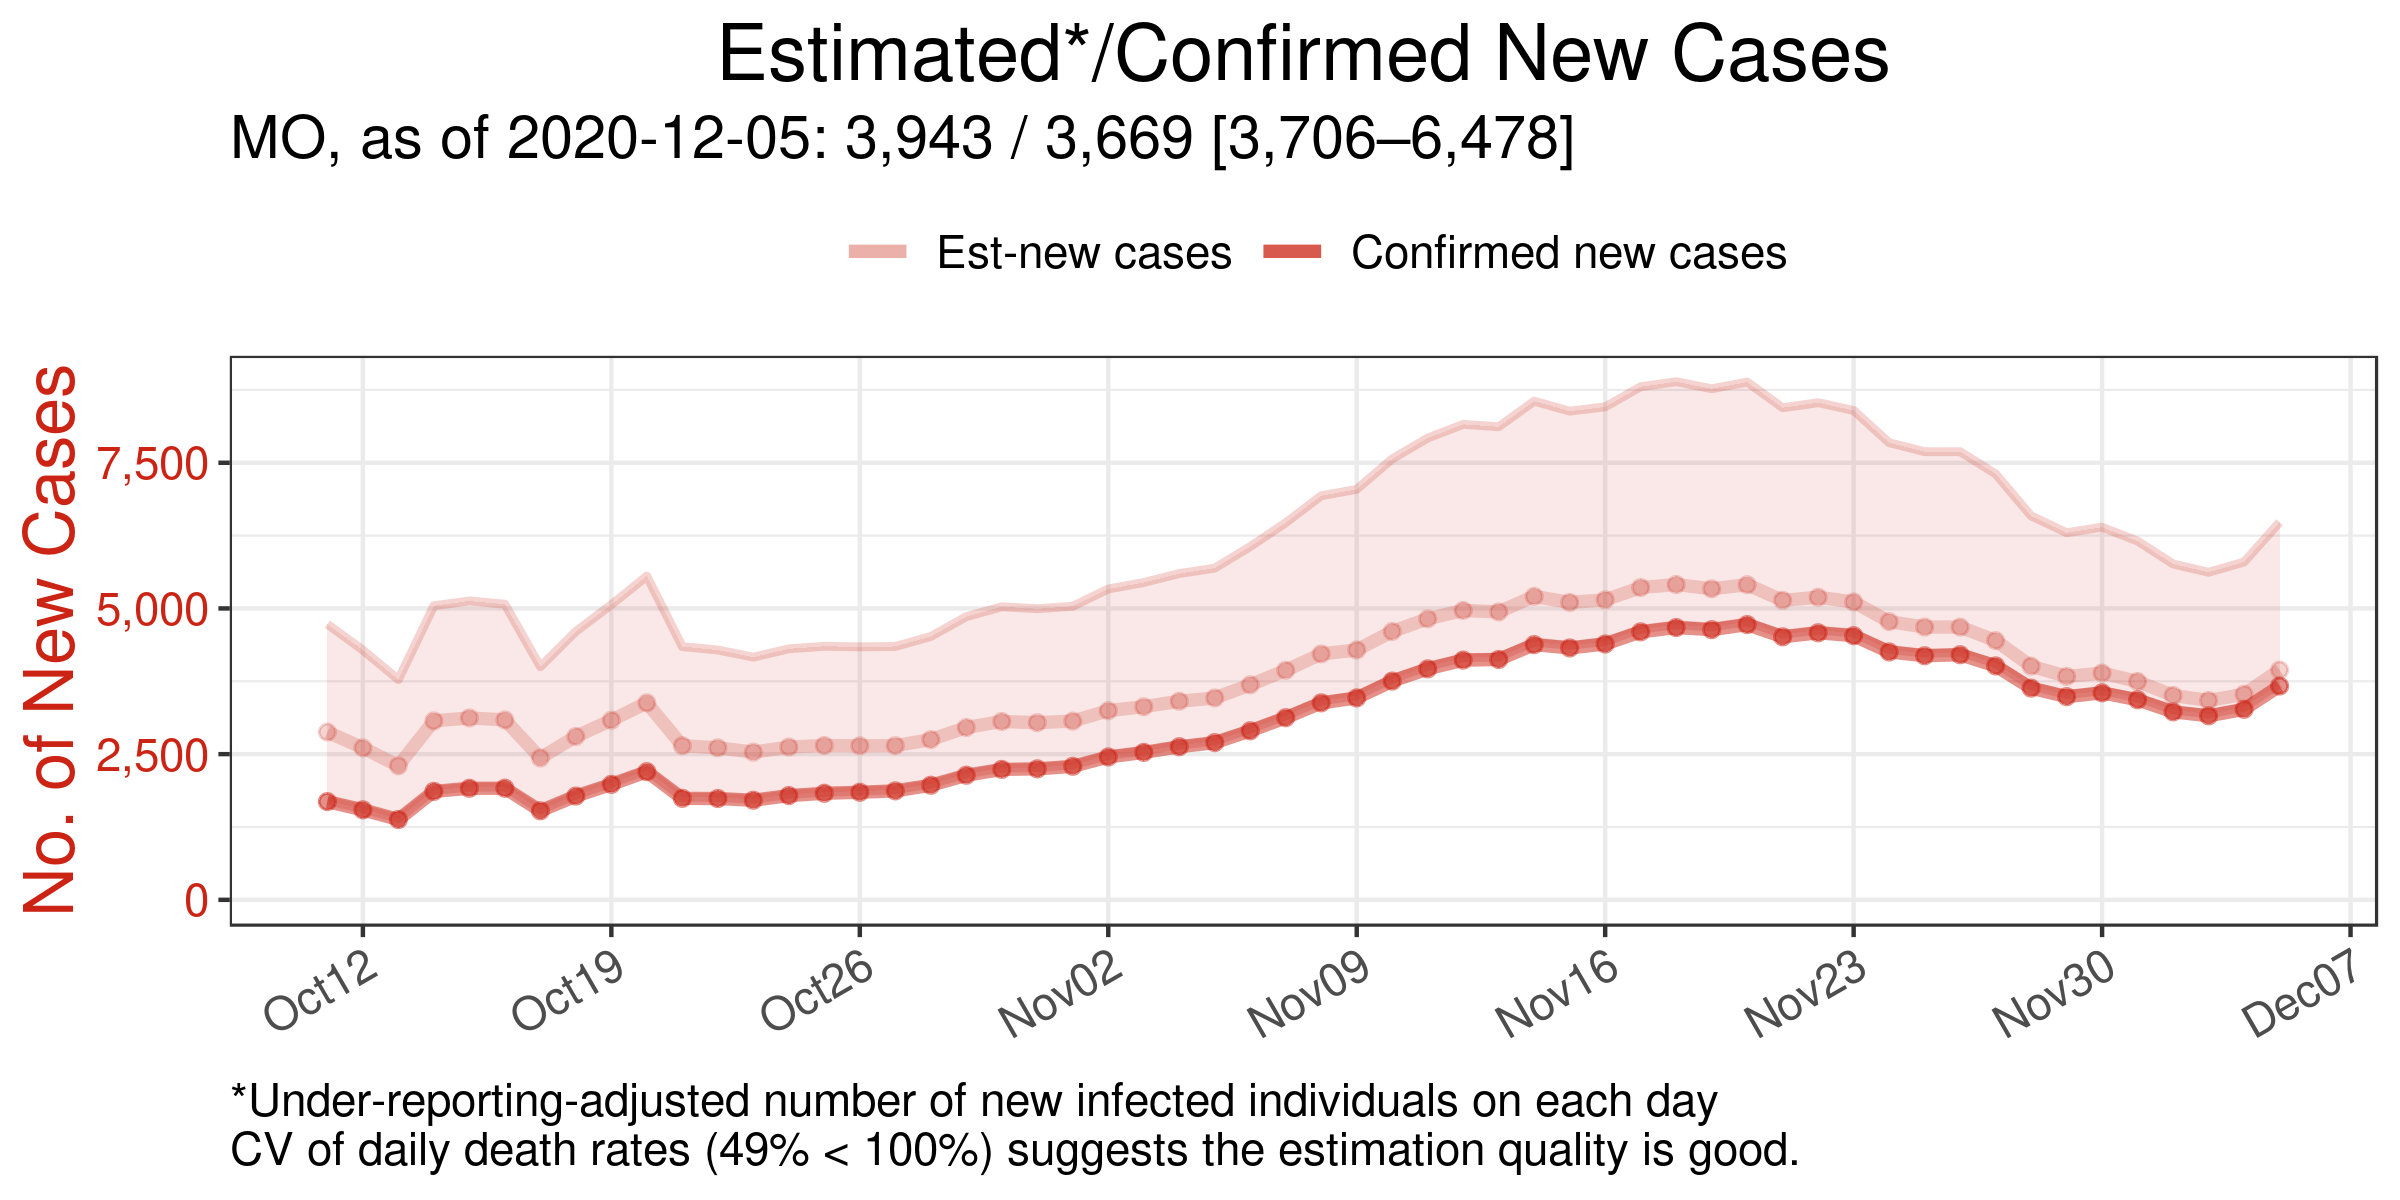 Estimated*/Confirmed New Cases
MO, as of 2020-12-05: 3,943 / 3,669 [3,706–6,478]
Est-new cases Confirmed new cases
No. of New Cases
7,500
5,000
2,500
0
Oct12 Oct19 Oct26 Nov02 Nov09 Nov16 Nov23 Nov30 Dec07
*Under-reporting-adjusted number of new infected individuals on each day
CV of daily death rates (49% < 100%) suggests the estimation quality is good.